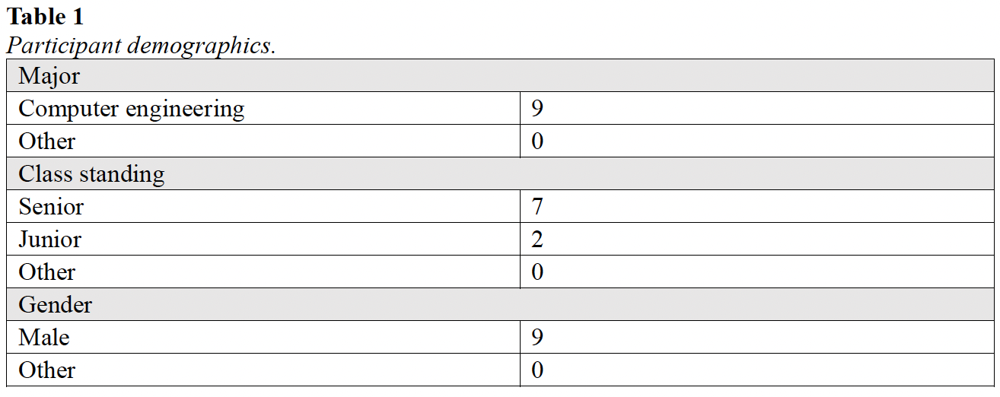 Table 1
Participant demographics.
Major
Computer engineering 9
Other 0
Class standing
Senior 7
Junior 2
Other 0
Gender
Male 9
Other 0